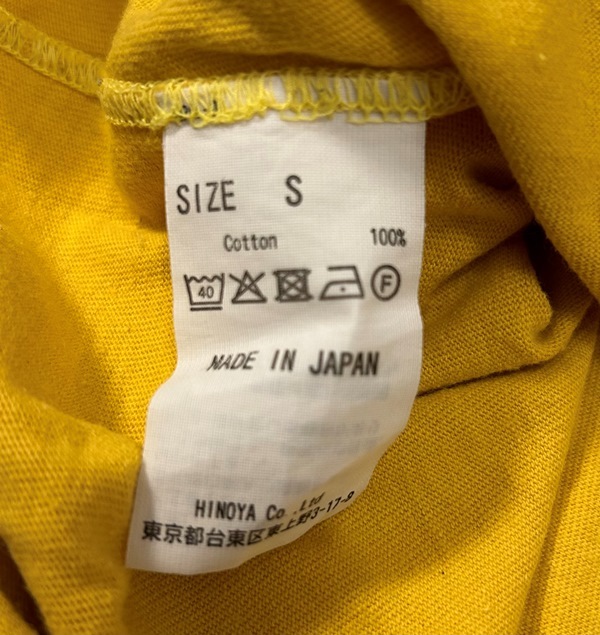 SIZE S
Cotton 100%
40 F
MADE IN JAPAN
HINOYA Co .Ltd
東京都台東区東上野3-17-9